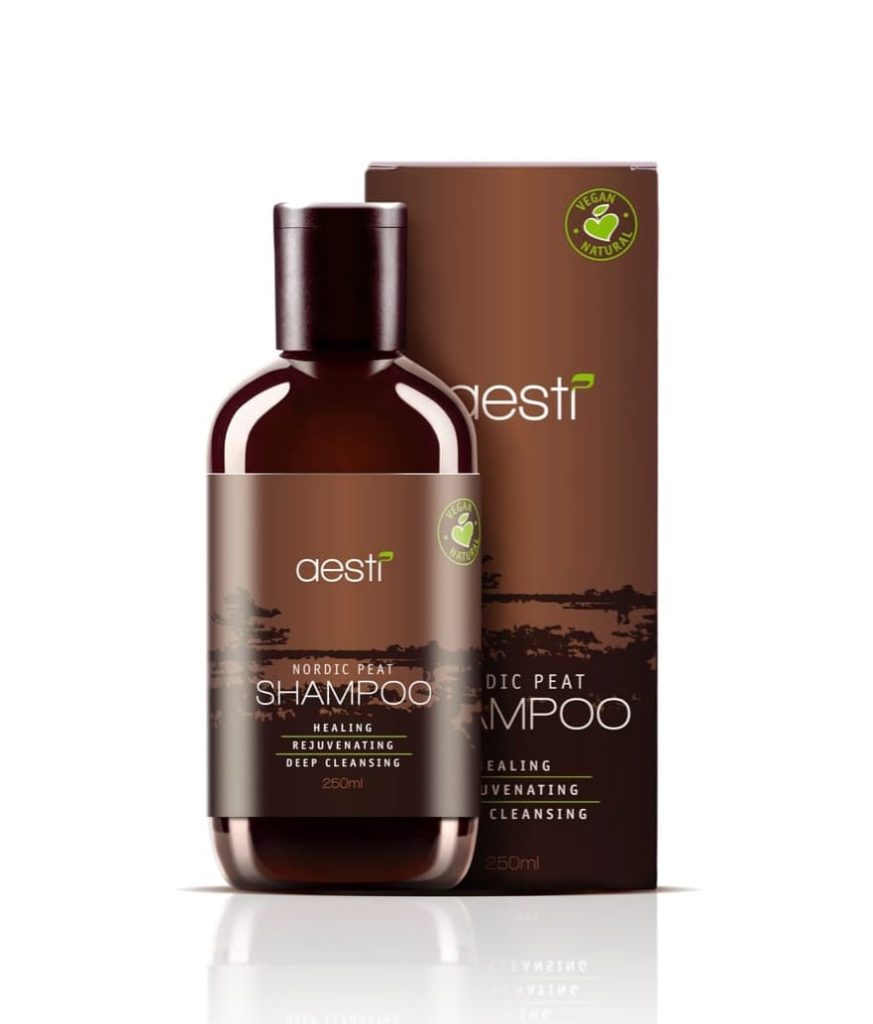 aesti
VEGAN
NATURAL
NORDIC PEAT
SHAMPOO
HEALING
REJUVENATING
DEEP CLEANSING
250ml
VEGAN
NATURAL
aesti
DIC PEAT
AMPOO
EALING
UVENATING
CLEANSING
250ml